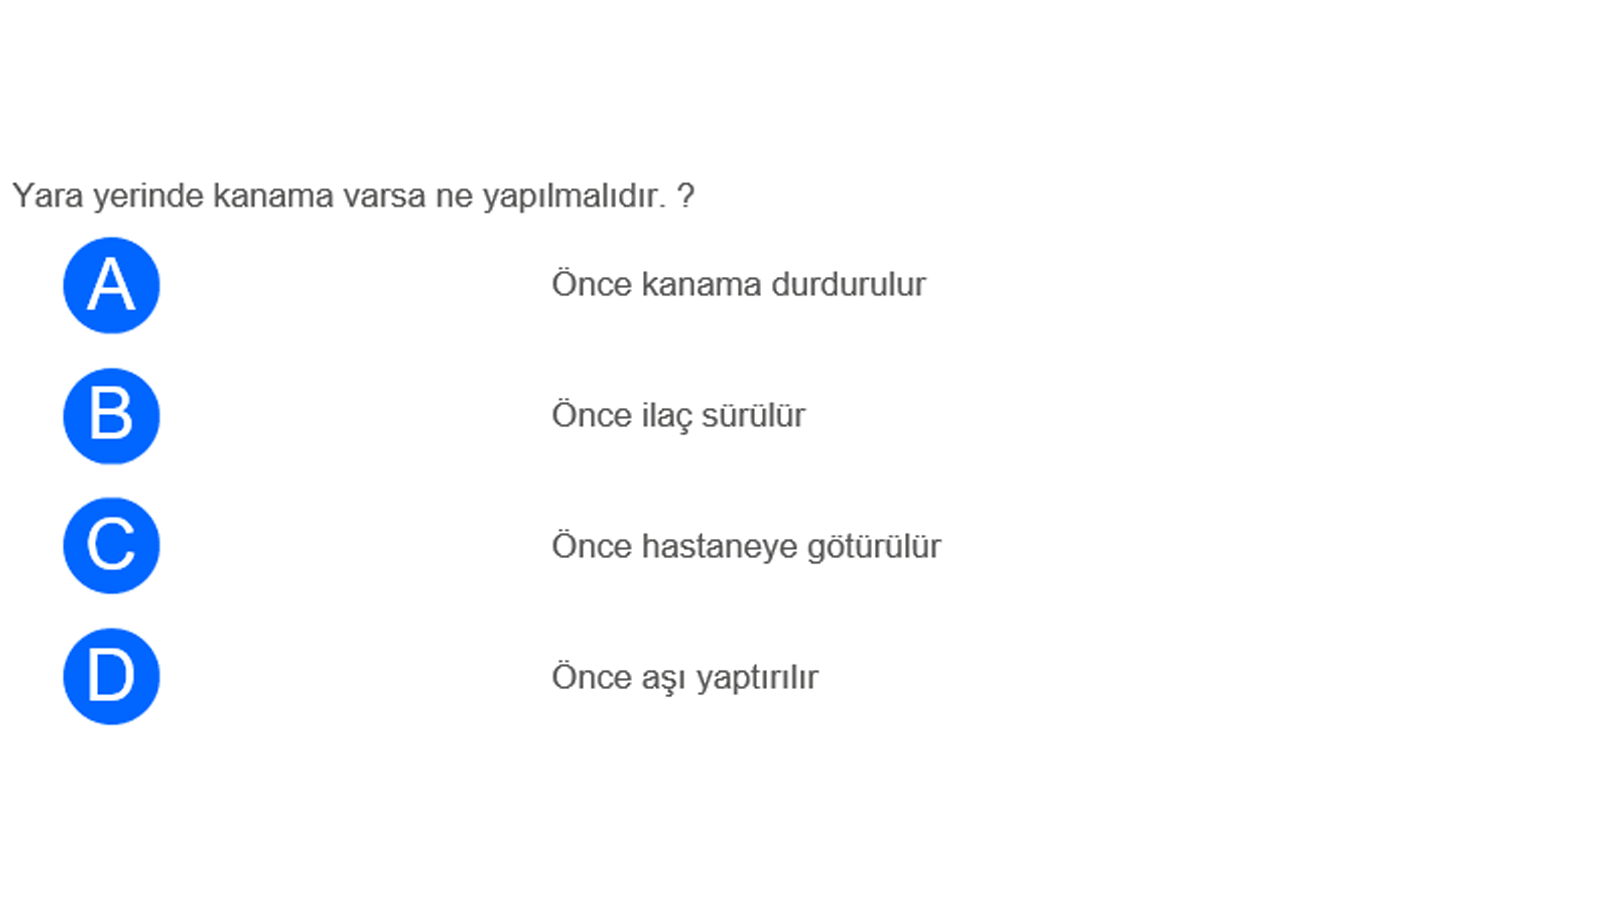 Yara yerinde kanama varsa ne yapılmalıdır. ?
A Önce kanama durdurulur
B Önce ilaç sürülür
C Önce hastaneye götürülür
D Önce aşı yaptırılır